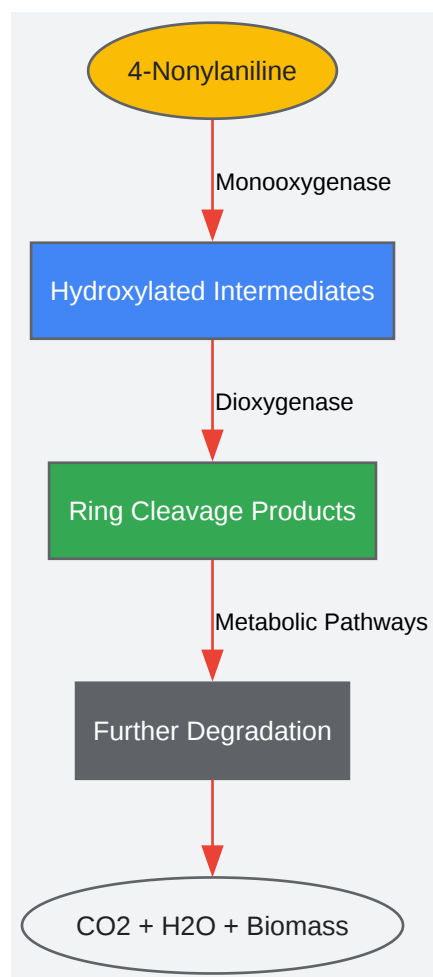 4-Nonylaniline
Monooxygenase
Hydroxylated Intermediates
Dioxygenase
Ring Cleavage Products
Metabolic Pathways
Further Degradation
CO2 + H2O + Biomass